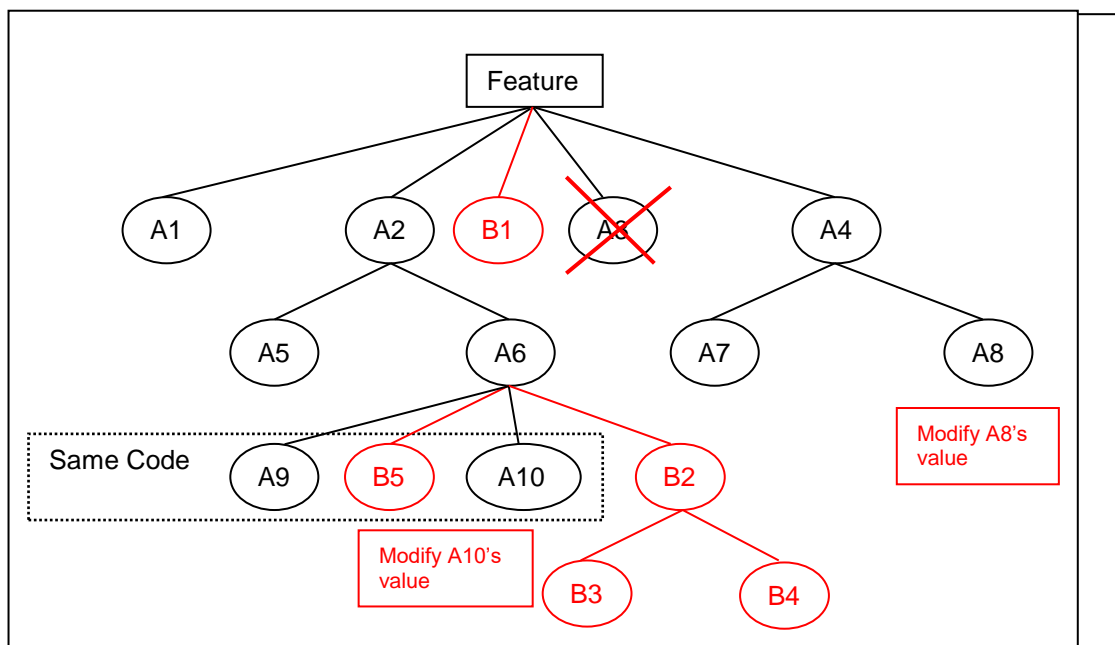 Feature
A1
A2
B1
A3
A4
A5
A6
A7
A8
Same Code
A9
B5
A10
B2
Modify A8’s
value
Modify A10’s
value
B3
B4